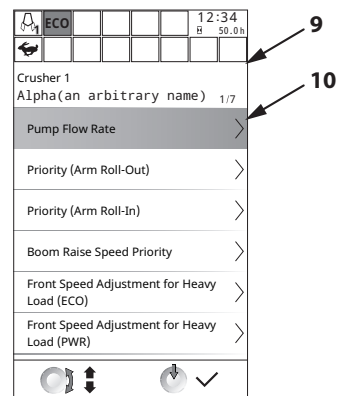 1
ECO
12:34
50.0h
9
Crusher 1
Alpha(an arbitrary name) 1/7
10
Pump Flow Rate
Priority (Arm Roll-Out)
Priority (Arm Roll-In)
Boom Raise Speed Priority
Front Speed Adjustment for Heavy
Load (ECO)
Front Speed Adjustment for Heavy
Load (PWR)